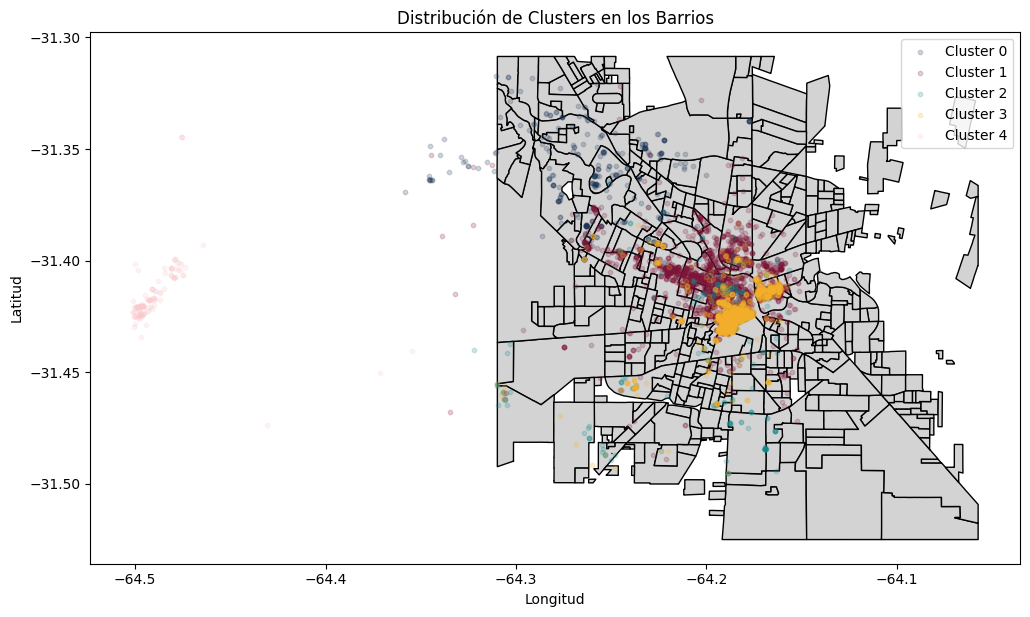 Distribución de Clusters en los Barrios
Cluster 0
Cluster 1
Cluster 2
Cluster 3
Cluster 4
Latitud
−31.30
−31.35
−31.40
−31.45
−31.50
−64.5
−64.4
−64.3
−64.2
−64.1
Longitud